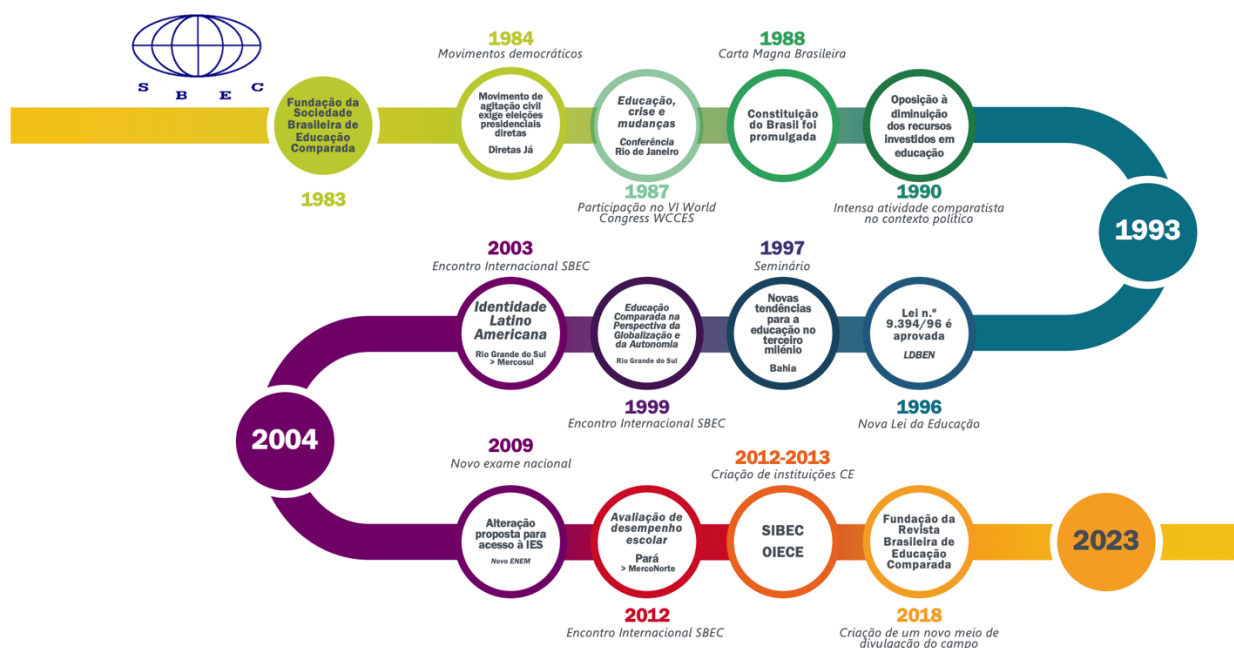 S B E C
Fundação da
Sociedade
Brasileira de
Educação
Comparada
1983
1984
Movimentos democráticos
Movimento de
agitação civil
exige eleições
presidenciais
diretas
Diretas Já
Educação,
crise e
mudanças
Conferência
Rio de Janeiro
1987
Participação no VI World
Congress WCCES
1988
Carta Magna Brasileira
Constituição
do Brasil foi
promulgada
Oposição à
diminuição
dos recursos
investidos em
educação
1990
Intensa atividade comparatista
no contexto político
1993
Lei n.º
9.394/96 é
aprovada
LDBEN
1996
Nova Lei da Educação
1997
Seminário
Novas
tendências
para a
educação no
terceiro
milénio
Bahia
Educação
Comparada na
Perspectiva da
Globalização e
da Autonomia
Rio Grande do Sul
1999
Encontro Internacional SBEC
2003
Encontro Internacional SBEC
Identidade
Latino
Americana
Rio Grande do Sul
> Mercosul
2004
2009
Novo exame nacional
Alteração
proposta para
acesso à IES
Novo ENEM
Avaliação de
desempenho
escolar
Pará
> MercoNorte
2012
Encontro Internacional SBEC
2012-2013
Criação de instituições CE
SIBEC
OIECE
Fundação da
Revista
Brasileira de
Educação
Comparada
2018
Criação de um novo meio de
divulgação do campo
2023